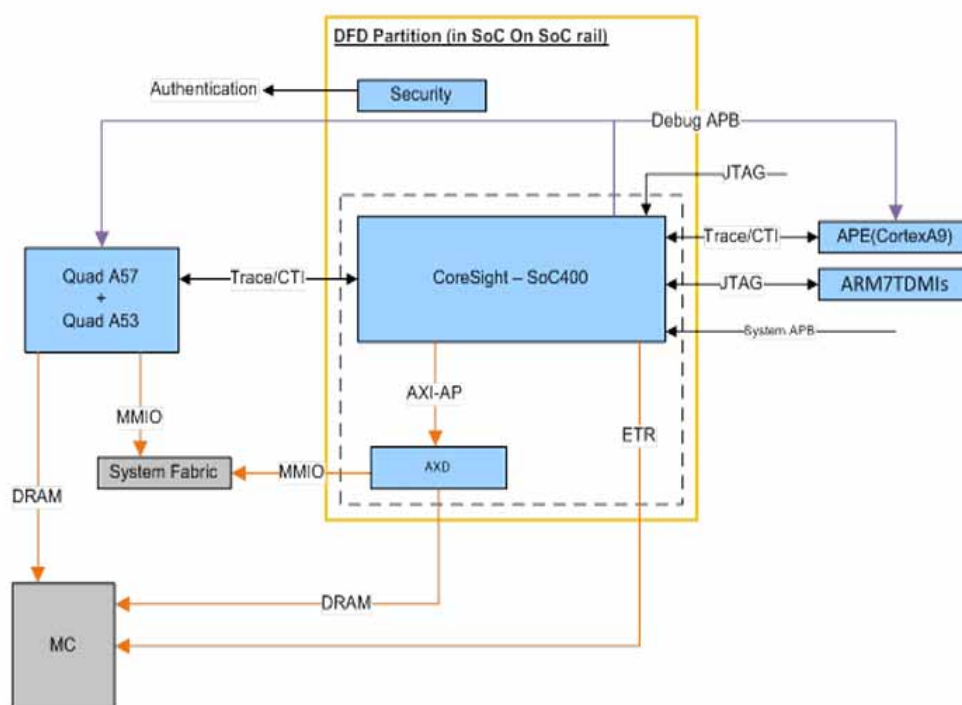 DFD Partition (in SoC On SoC rail)
Authentication
Security
Debug APB
JTAG
Trace/CTI
APE(CortexA9)
Quad A57
+
Quad A53
Trace/CTI
CoreSight – SoC400
JTAG
ARM7TDMIs
System APB
AXI-AP
MMIO
ETR
System Fabric
MMIO
AXD
DRAM
DRAM
MC